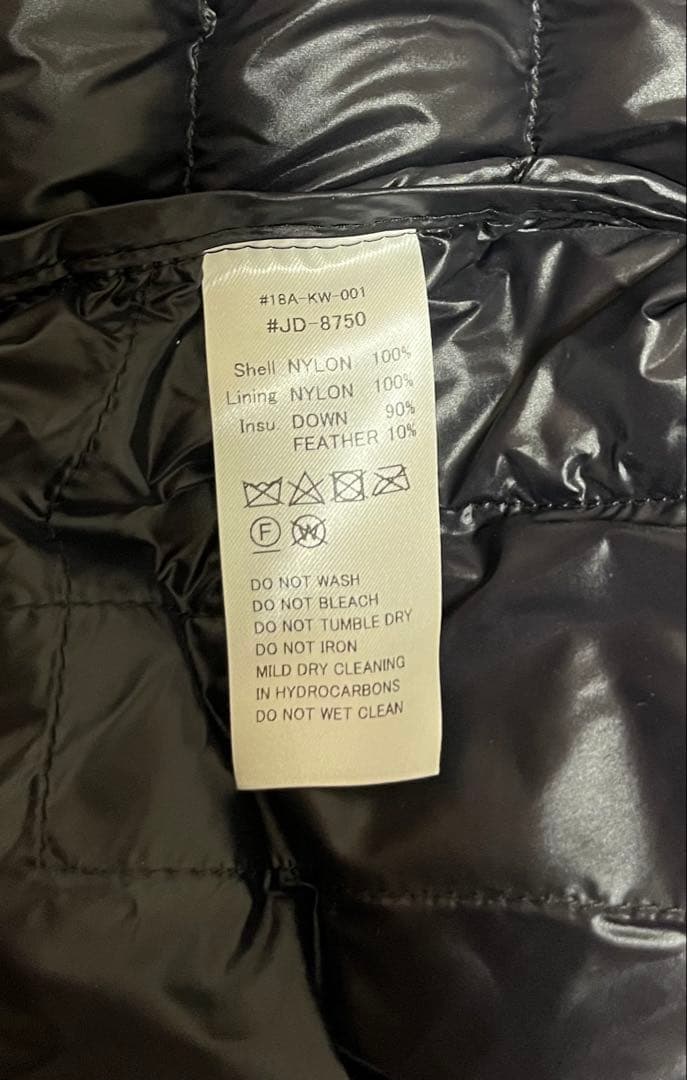 #18A-KW-001
#JD-8750
Shell NYLON 100%
Lining NYLON 100%
Insu. DOWN 90%
FEATHER 10%
F W
DO NOT WASH
DO NOT BLEACH
DO NOT TUMBLE DRY
DO NOT IRON
MILD DRY CLEANING
IN HYDROCARBONS
DO NOT WET CLEAN